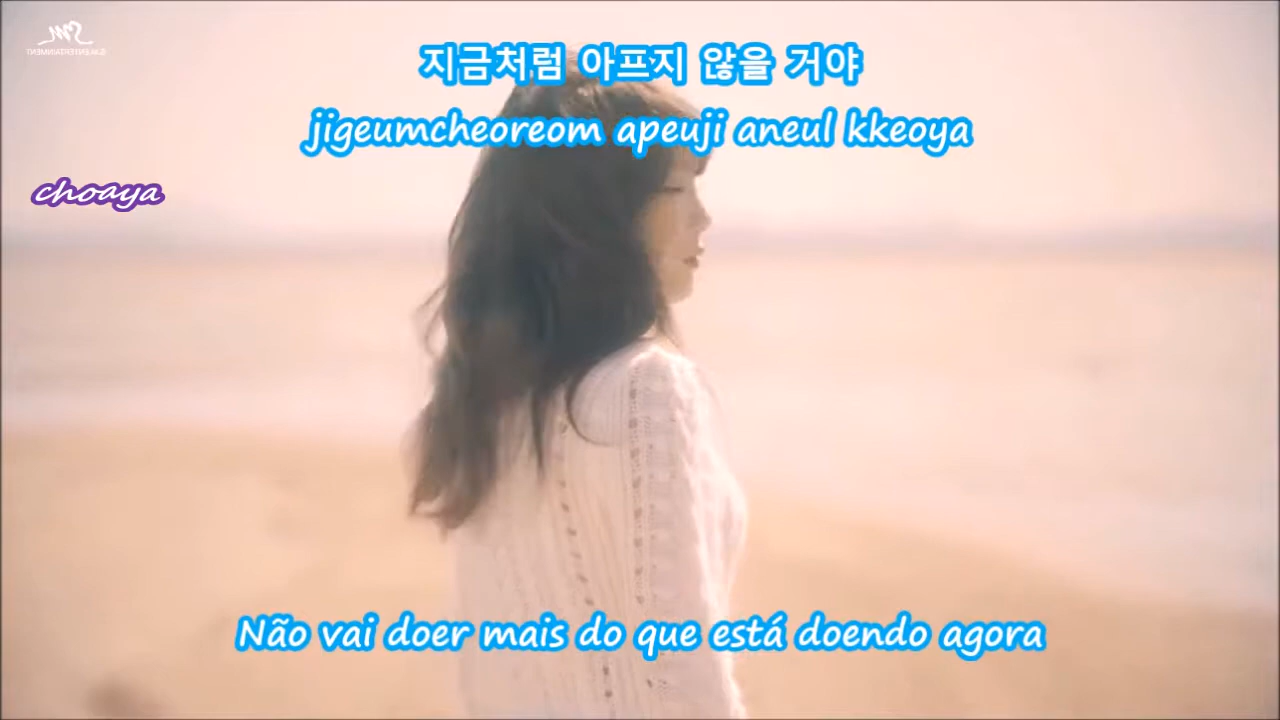 지금처럼 아프지 않을 거야
jigeumcheoreom apeuji aneul kkeoya
choaya
Não vai doer mais do que está doendo agora